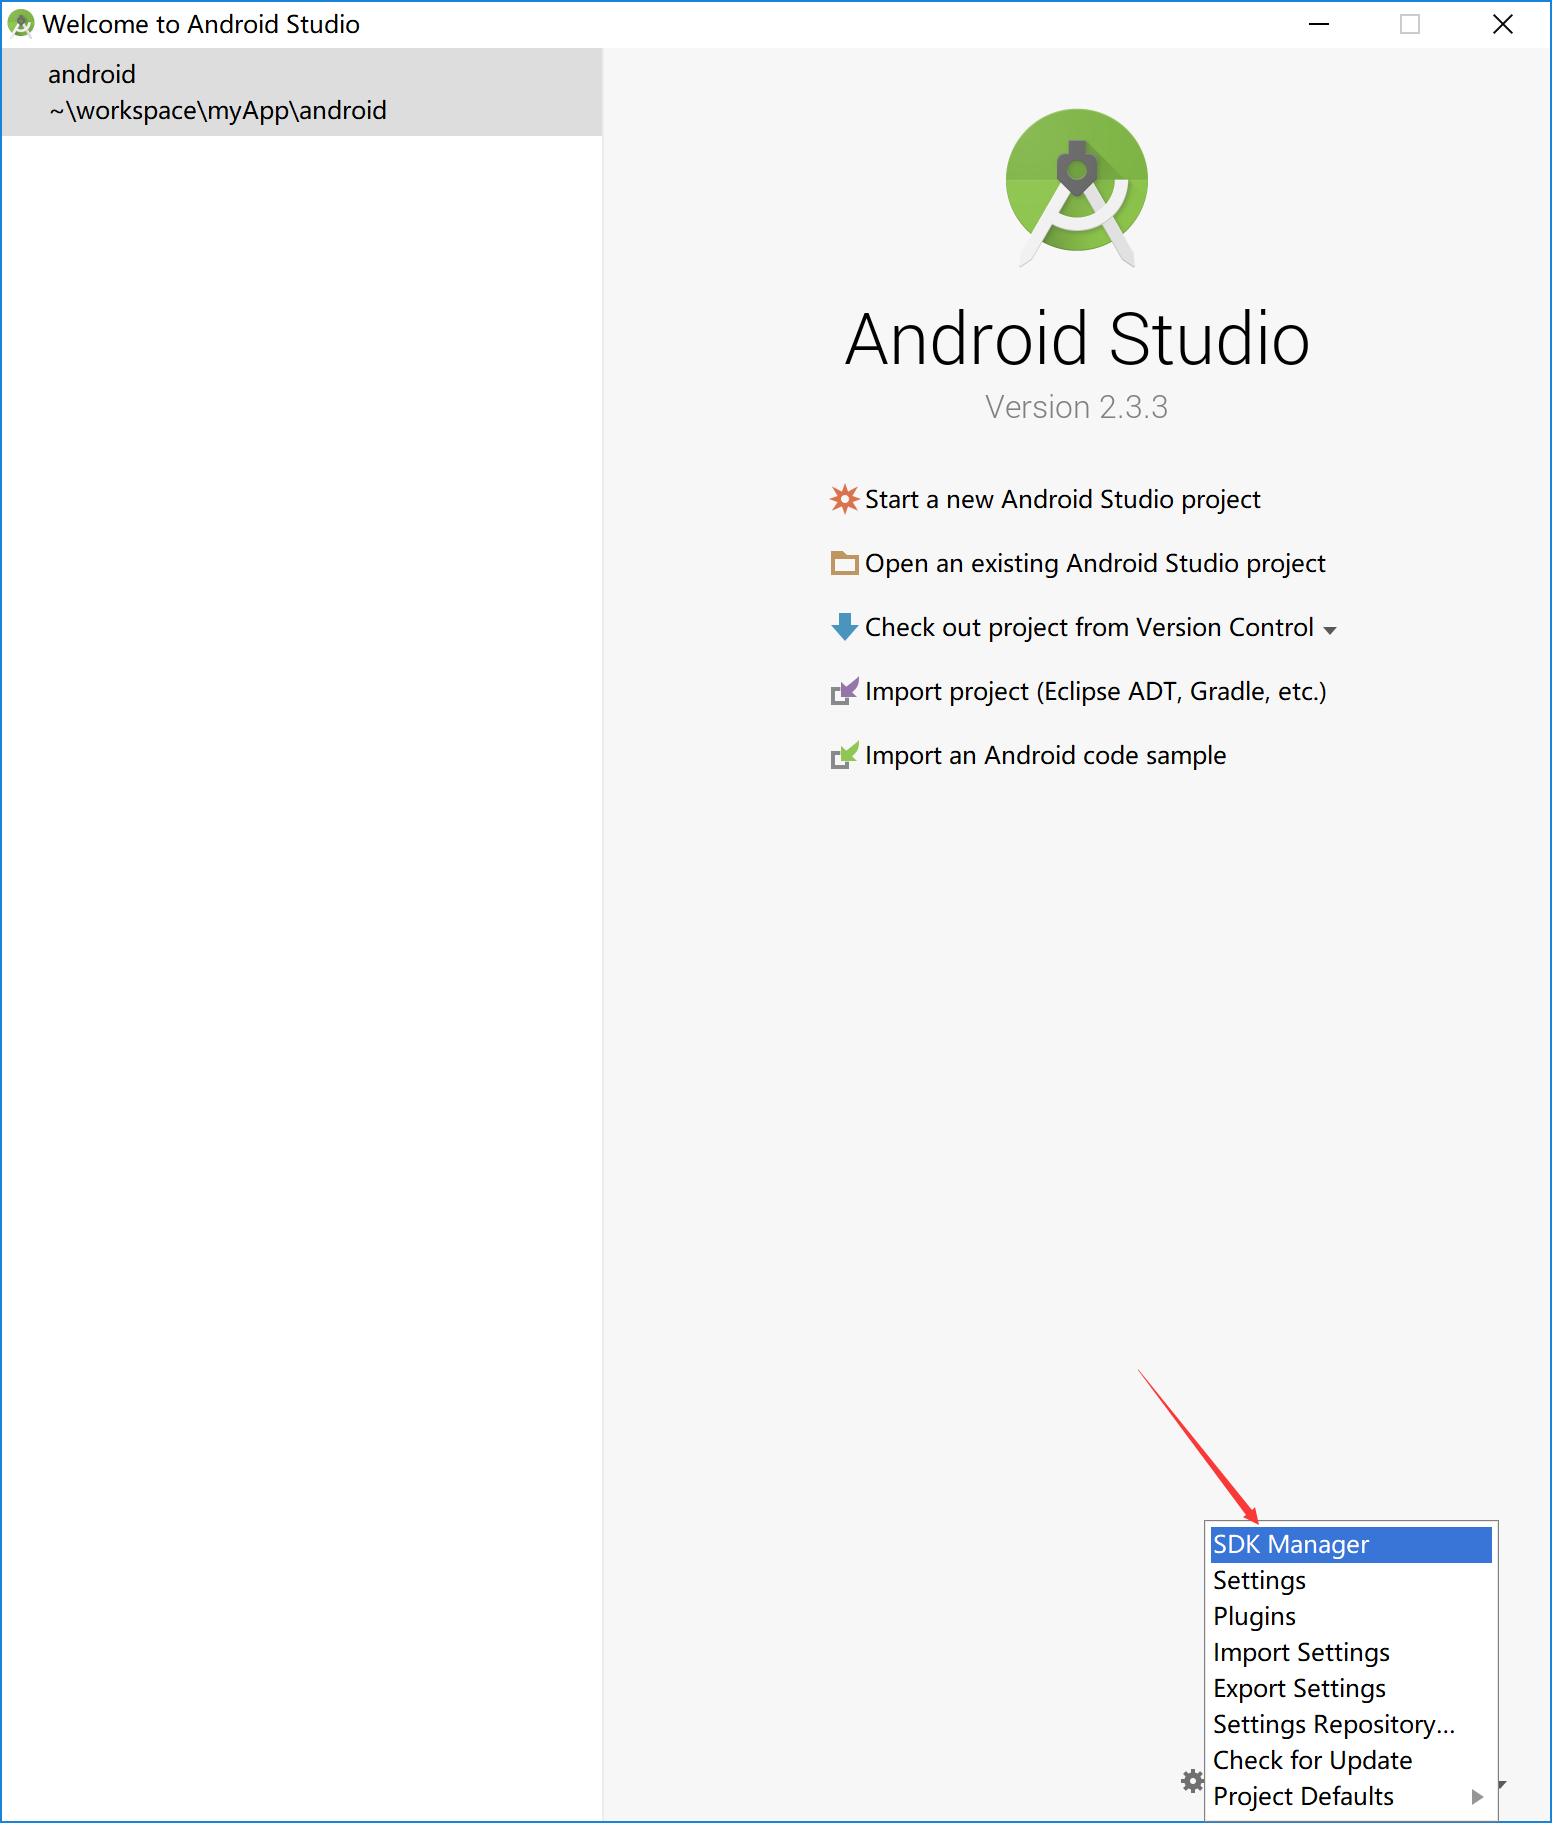 Welcome to Android Studio
android
~\workspace\myApp\android
Android Studio
Version 2.3.3
Start a new Android Studio project
Open an existing Android Studio project
Check out project from Version Control
Import project (Eclipse ADT, Gradle, etc.)
Import an Android code sample
SDK Manager
Settings
Plugins
Import Settings
Export Settings
Settings Repository...
Check for Update
Project Defaults